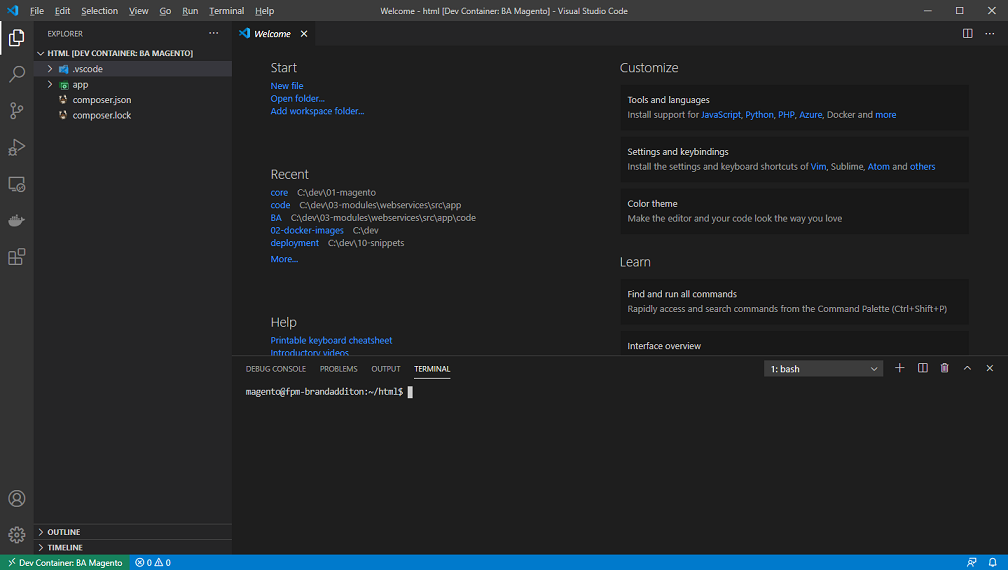 File Edit Selection View Go Run Terminal Help Welcome - html [Dev Container: BA Magento] - Visual Studio Code
EXPLORER ...
HTML [DEV CONTAINER: BA MAGENTO]
.vscode
app
composer.json
composer.lock
OUTLINE
TIMELINE
Welcome
Start
New file
Open folder...
Add workspace folder...
Recent
core C:\dev\01-magento
code C:\dev\03-modules\webservices\src\app
BA C:\dev\03-modules\webservices\src\app\code
02-docker-images C:\dev
deployment C:\dev\10-snippets
More...
Help
Printable keyboard cheatsheet
Introductory videos
Customize
Tools and languages
Install support for JavaScript, Python, PHP, Azure, Docker and more
Settings and keybindings
Install the settings and keyboard shortcuts of Vim, Sublime, Atom and others
Color theme
Make the editor and your code look the way you love
Learn
Find and run all commands
Rapidly access and search commands from the Command Palette (Ctrl+Shift+P)
Interface overview
DEBUG CONSOLE PROBLEMS OUTPUT TERMINAL 1: bash
magento@fpm-brandadditon:~/html$
Dev Container: BA Magento 0 0